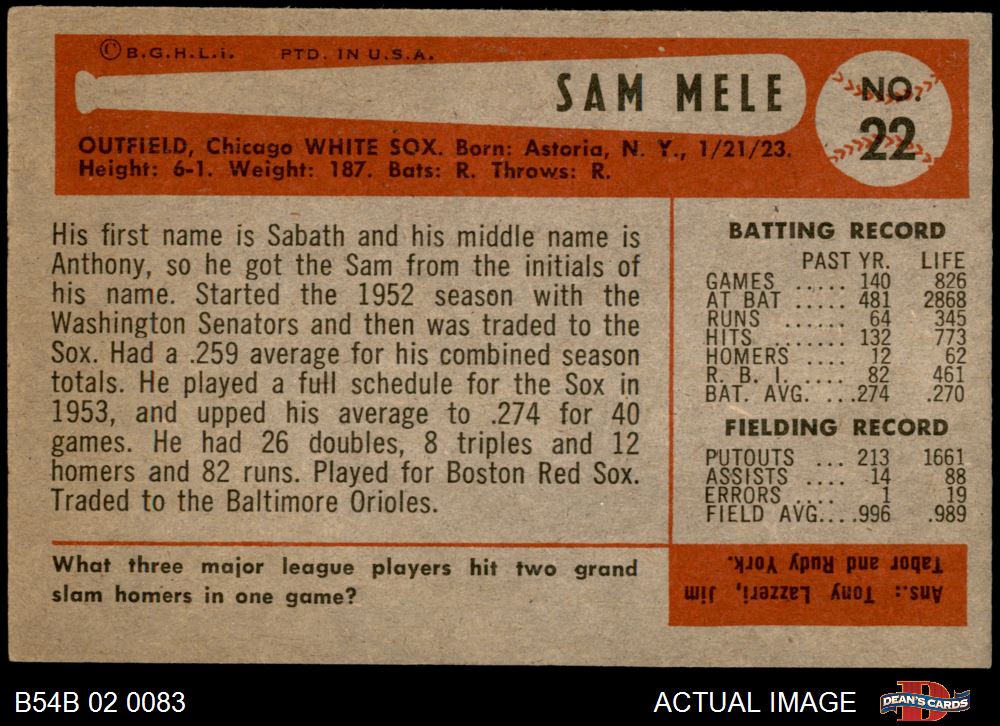 © B.G.H.L.i. PTD. IN U.S.A.
SAM MELE
NO.
22
OUTFIELD, Chicago WHITE SOX. Born: Astoria, N. Y., 1/21/23.
Height: 6-1. Weight: 187. Bats: R. Throws: R.
His first name is Sabath and his middle name is
Anthony, so he got the Sam from the initials of
his name. Started the 1952 season with the
Washington Senators and then was traded to the
Sox. Had a .259 average for his combined season
totals. He played a full schedule for the Sox in
1953, and upped his average to .274 for 40
games. He had 26 doubles, 8 triples and 12
homers and 82 runs. Played for Boston Red Sox.
Traded to the Baltimore Orioles.
BATTING RECORD
PAST YR. LIFE
GAMES ..... 140 826
AT BAT ..... 481 2868
RUNS ...... 64 345
HITS ....... 132 773
HOMERS .... 12 62
R. B. I. .... 82 461
BAT. AVG. ... .274 .270
FIELDING RECORD
PUTOUTS ... 213 1661
ASSISTS .... 14 88
ERRORS .... 1 19
FIELD AVG. ... .996 .989
What three major league players hit two grand
slam homers in one game?
Ans.: Tony Lazzeri, Jim
Tabor and Rudy York.
B54B 02 0083
ACTUAL IMAGE
DEAN'S CARDS